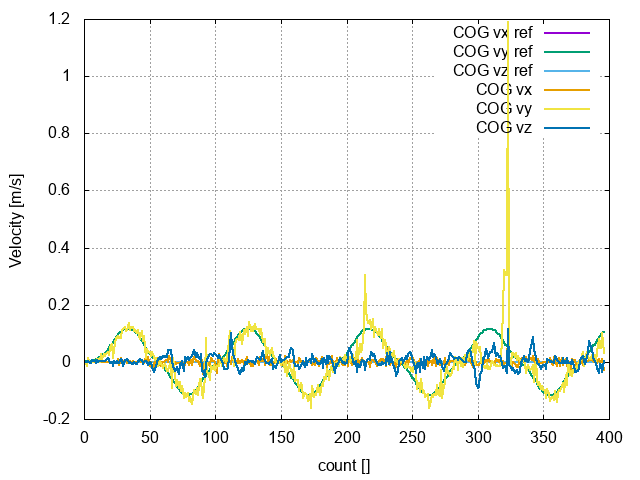 1.2
1
0.8
0.6
0.4
0.2
0
-0.2
Velocity [m/s]
COG vx ref
COG vy ref
COG vz ref
COG vx
COG vy
COG vz
0 50 100 150 200 250 300 350 400
count []